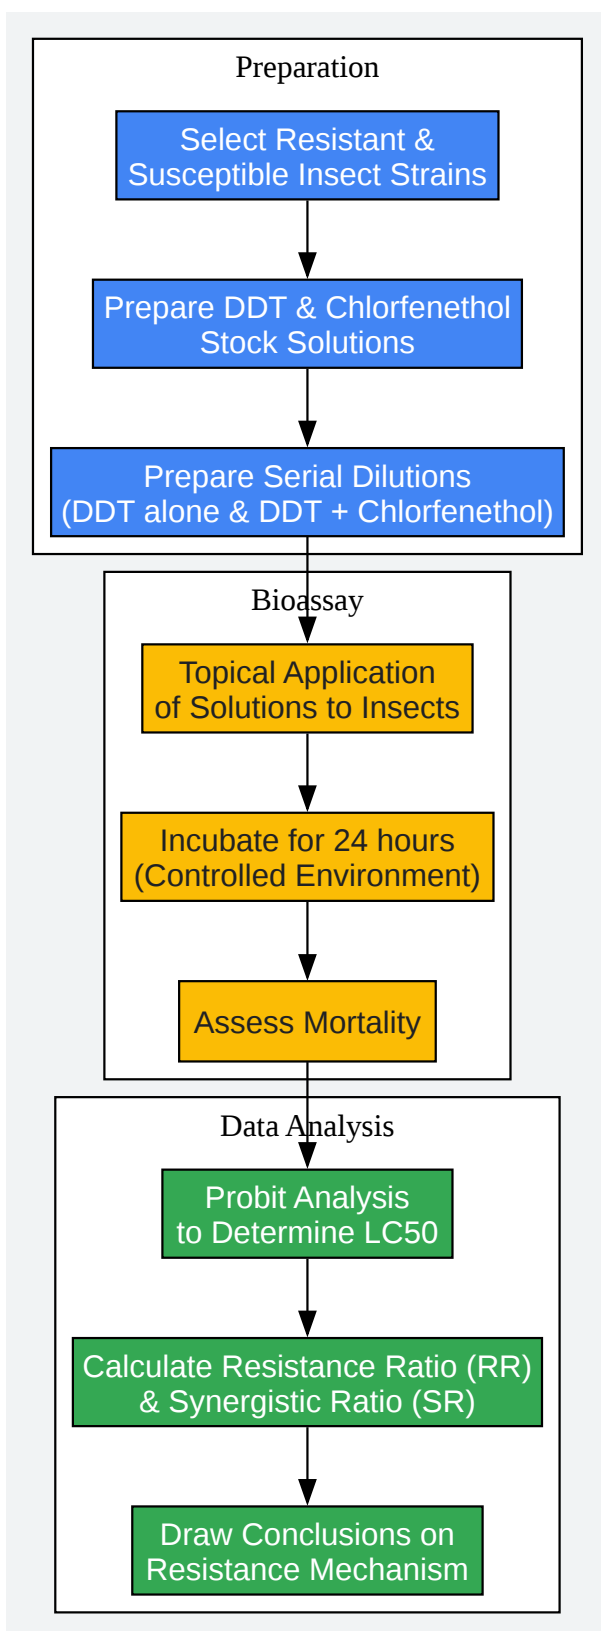 Preparation
Select Resistant &
Susceptible Insect Strains
Prepare DDT & Chlorfenethol
Stock Solutions
Prepare Serial Dilutions
(DDT alone & DDT + Chlorfenethol)
Bioassay
Topical Application
of Solutions to Insects
Incubate for 24 hours
(Controlled Environment)
Assess Mortality
Data Analysis
Probit Analysis
to Determine LC50
Calculate Resistance Ratio (RR)
& Synergistic Ratio (SR)
Draw Conclusions on
Resistance Mechanism